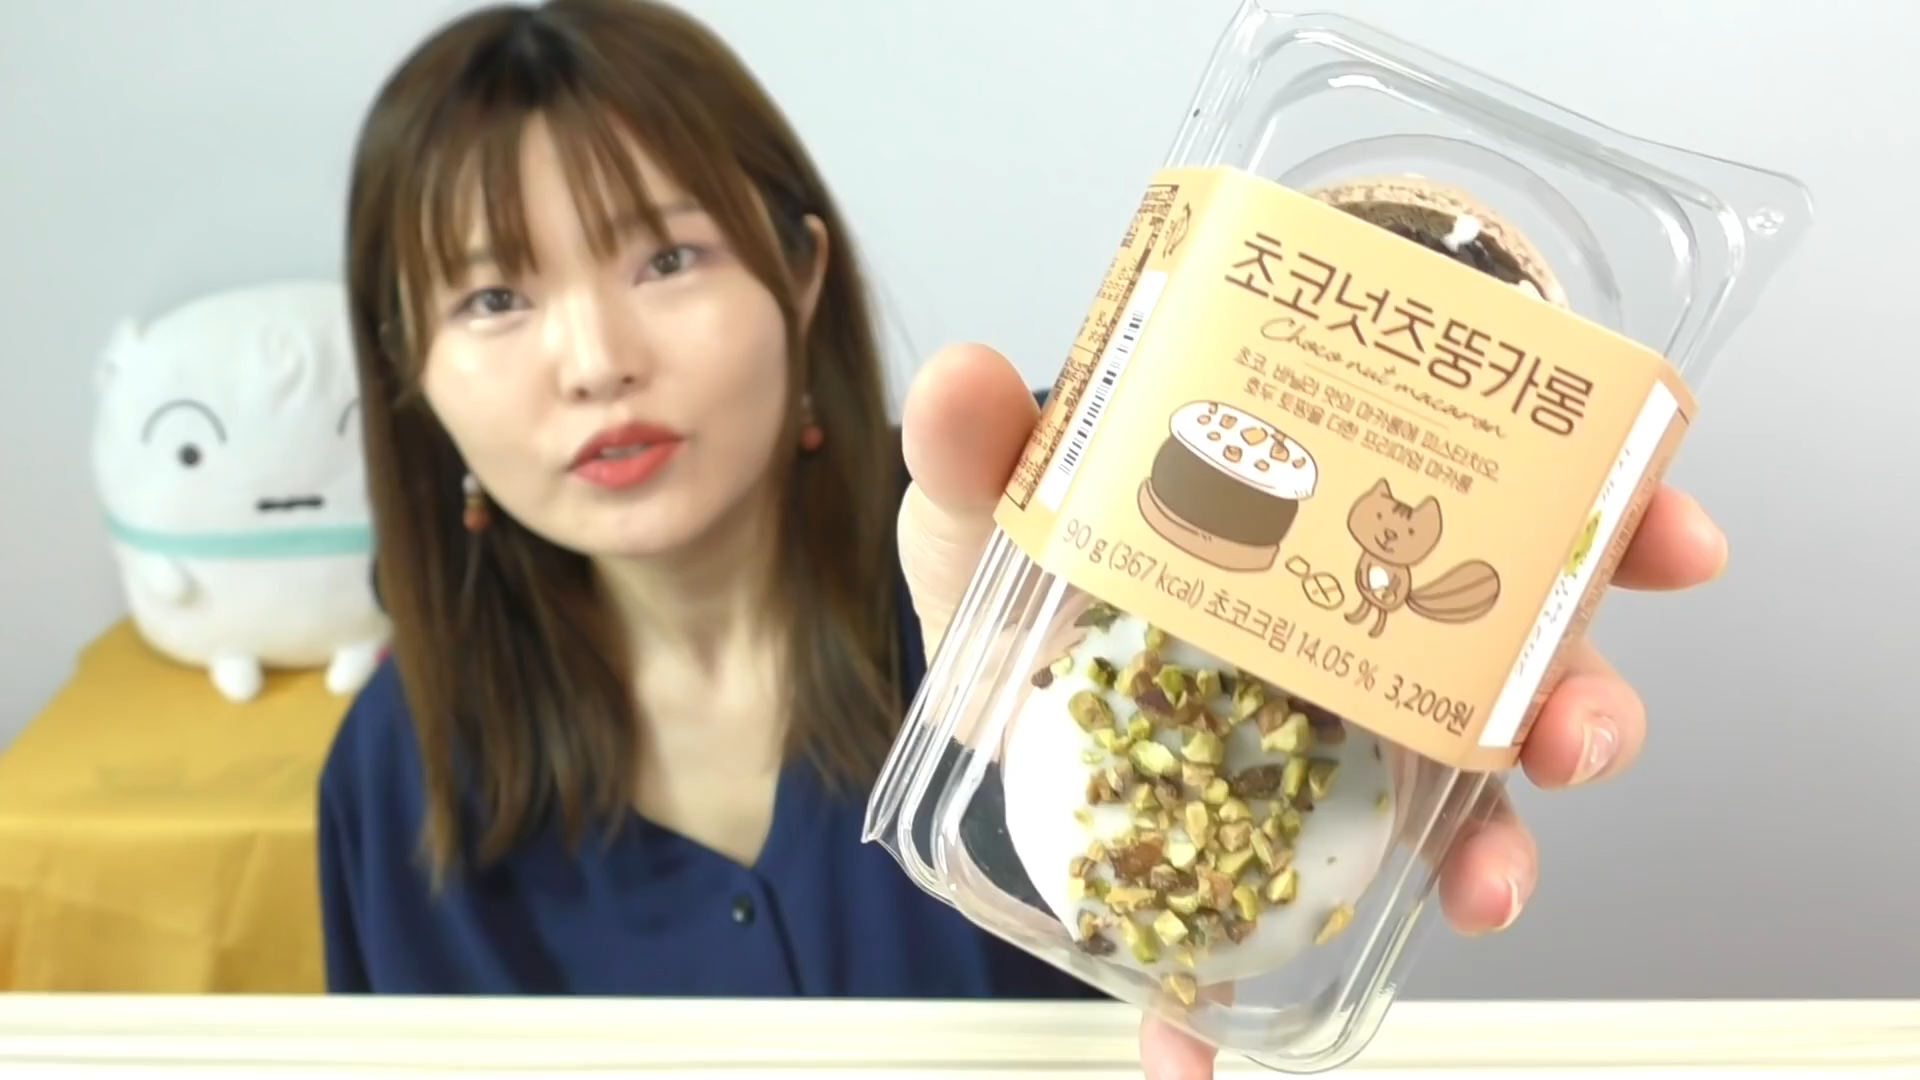 초코넛츠뚱카롱
Choco nut macaron
초코, 바닐라 맛의 마카롱에 피스타치오,
호두 토핑을 더한 프리미엄 마카롱
90 g (367 kcal) 초코크림 14.05 % 3,200원